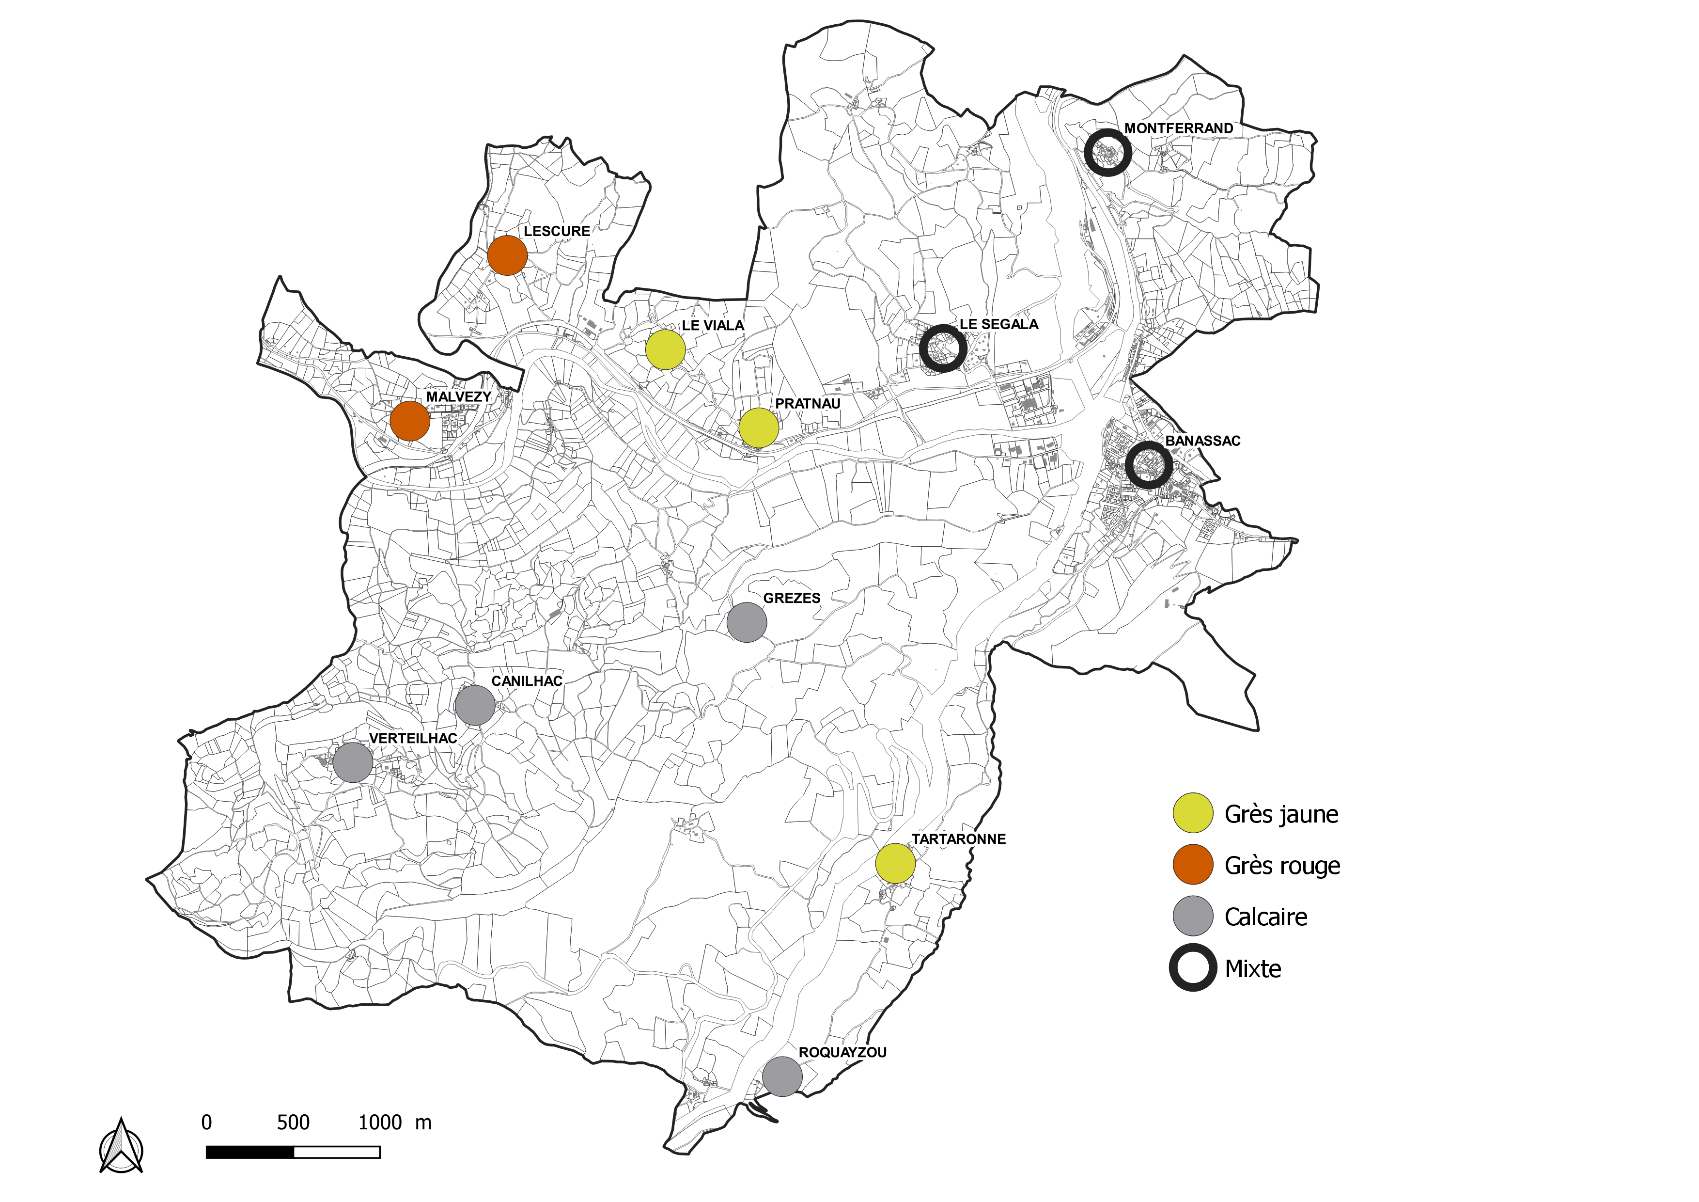 MONTFERRAND
LESCURE
LE VIALA
LE SEGALA
MALVEZY
PRATNAU
BANASSAC
GREZES
CANILHAC
VERTEILHAC
TARTARONNE
ROQUAYZOU
Grès jaune
Grès rouge
Calcaire
Mixte
0 500 1000 m